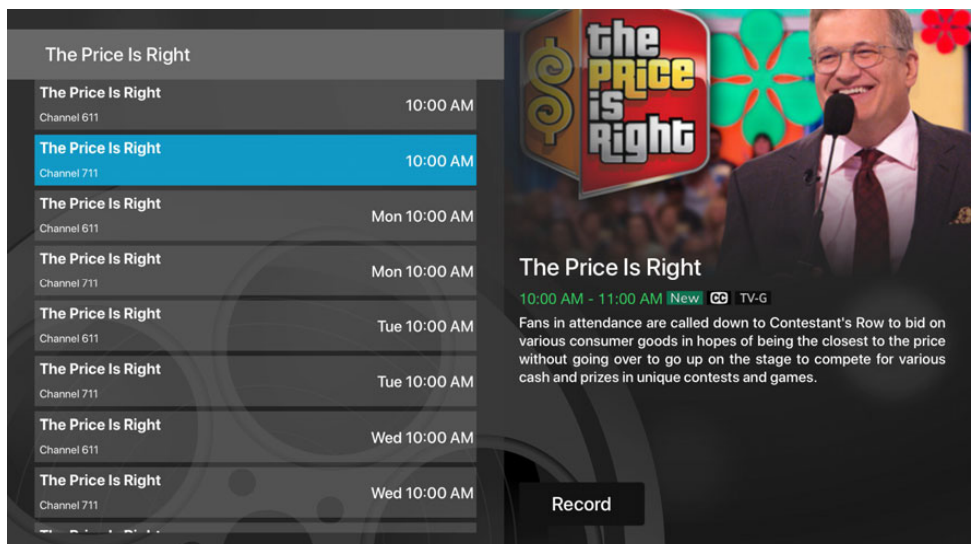 The Price Is Right
The Price Is Right
Channel 611
10:00 AM
The Price Is Right
Channel 711
10:00 AM
The Price Is Right
Channel 611
Mon 10:00 AM
The Price Is Right
Channel 711
Mon 10:00 AM
The Price Is Right
Channel 611
Tue 10:00 AM
The Price Is Right
Channel 711
Tue 10:00 AM
The Price Is Right
Channel 611
Wed 10:00 AM
The Price Is Right
Channel 711
Wed 10:00 AM
$
the
PRice
is
Right
The Price Is Right
10:00 AM - 11:00 AM New CC TV-G
Fans in attendance are called down to Contestant's Row to bid on
various consumer goods in hopes of being the closest to the price
without going over to go up on the stage to compete for various
cash and prizes in unique contests and games.
Record